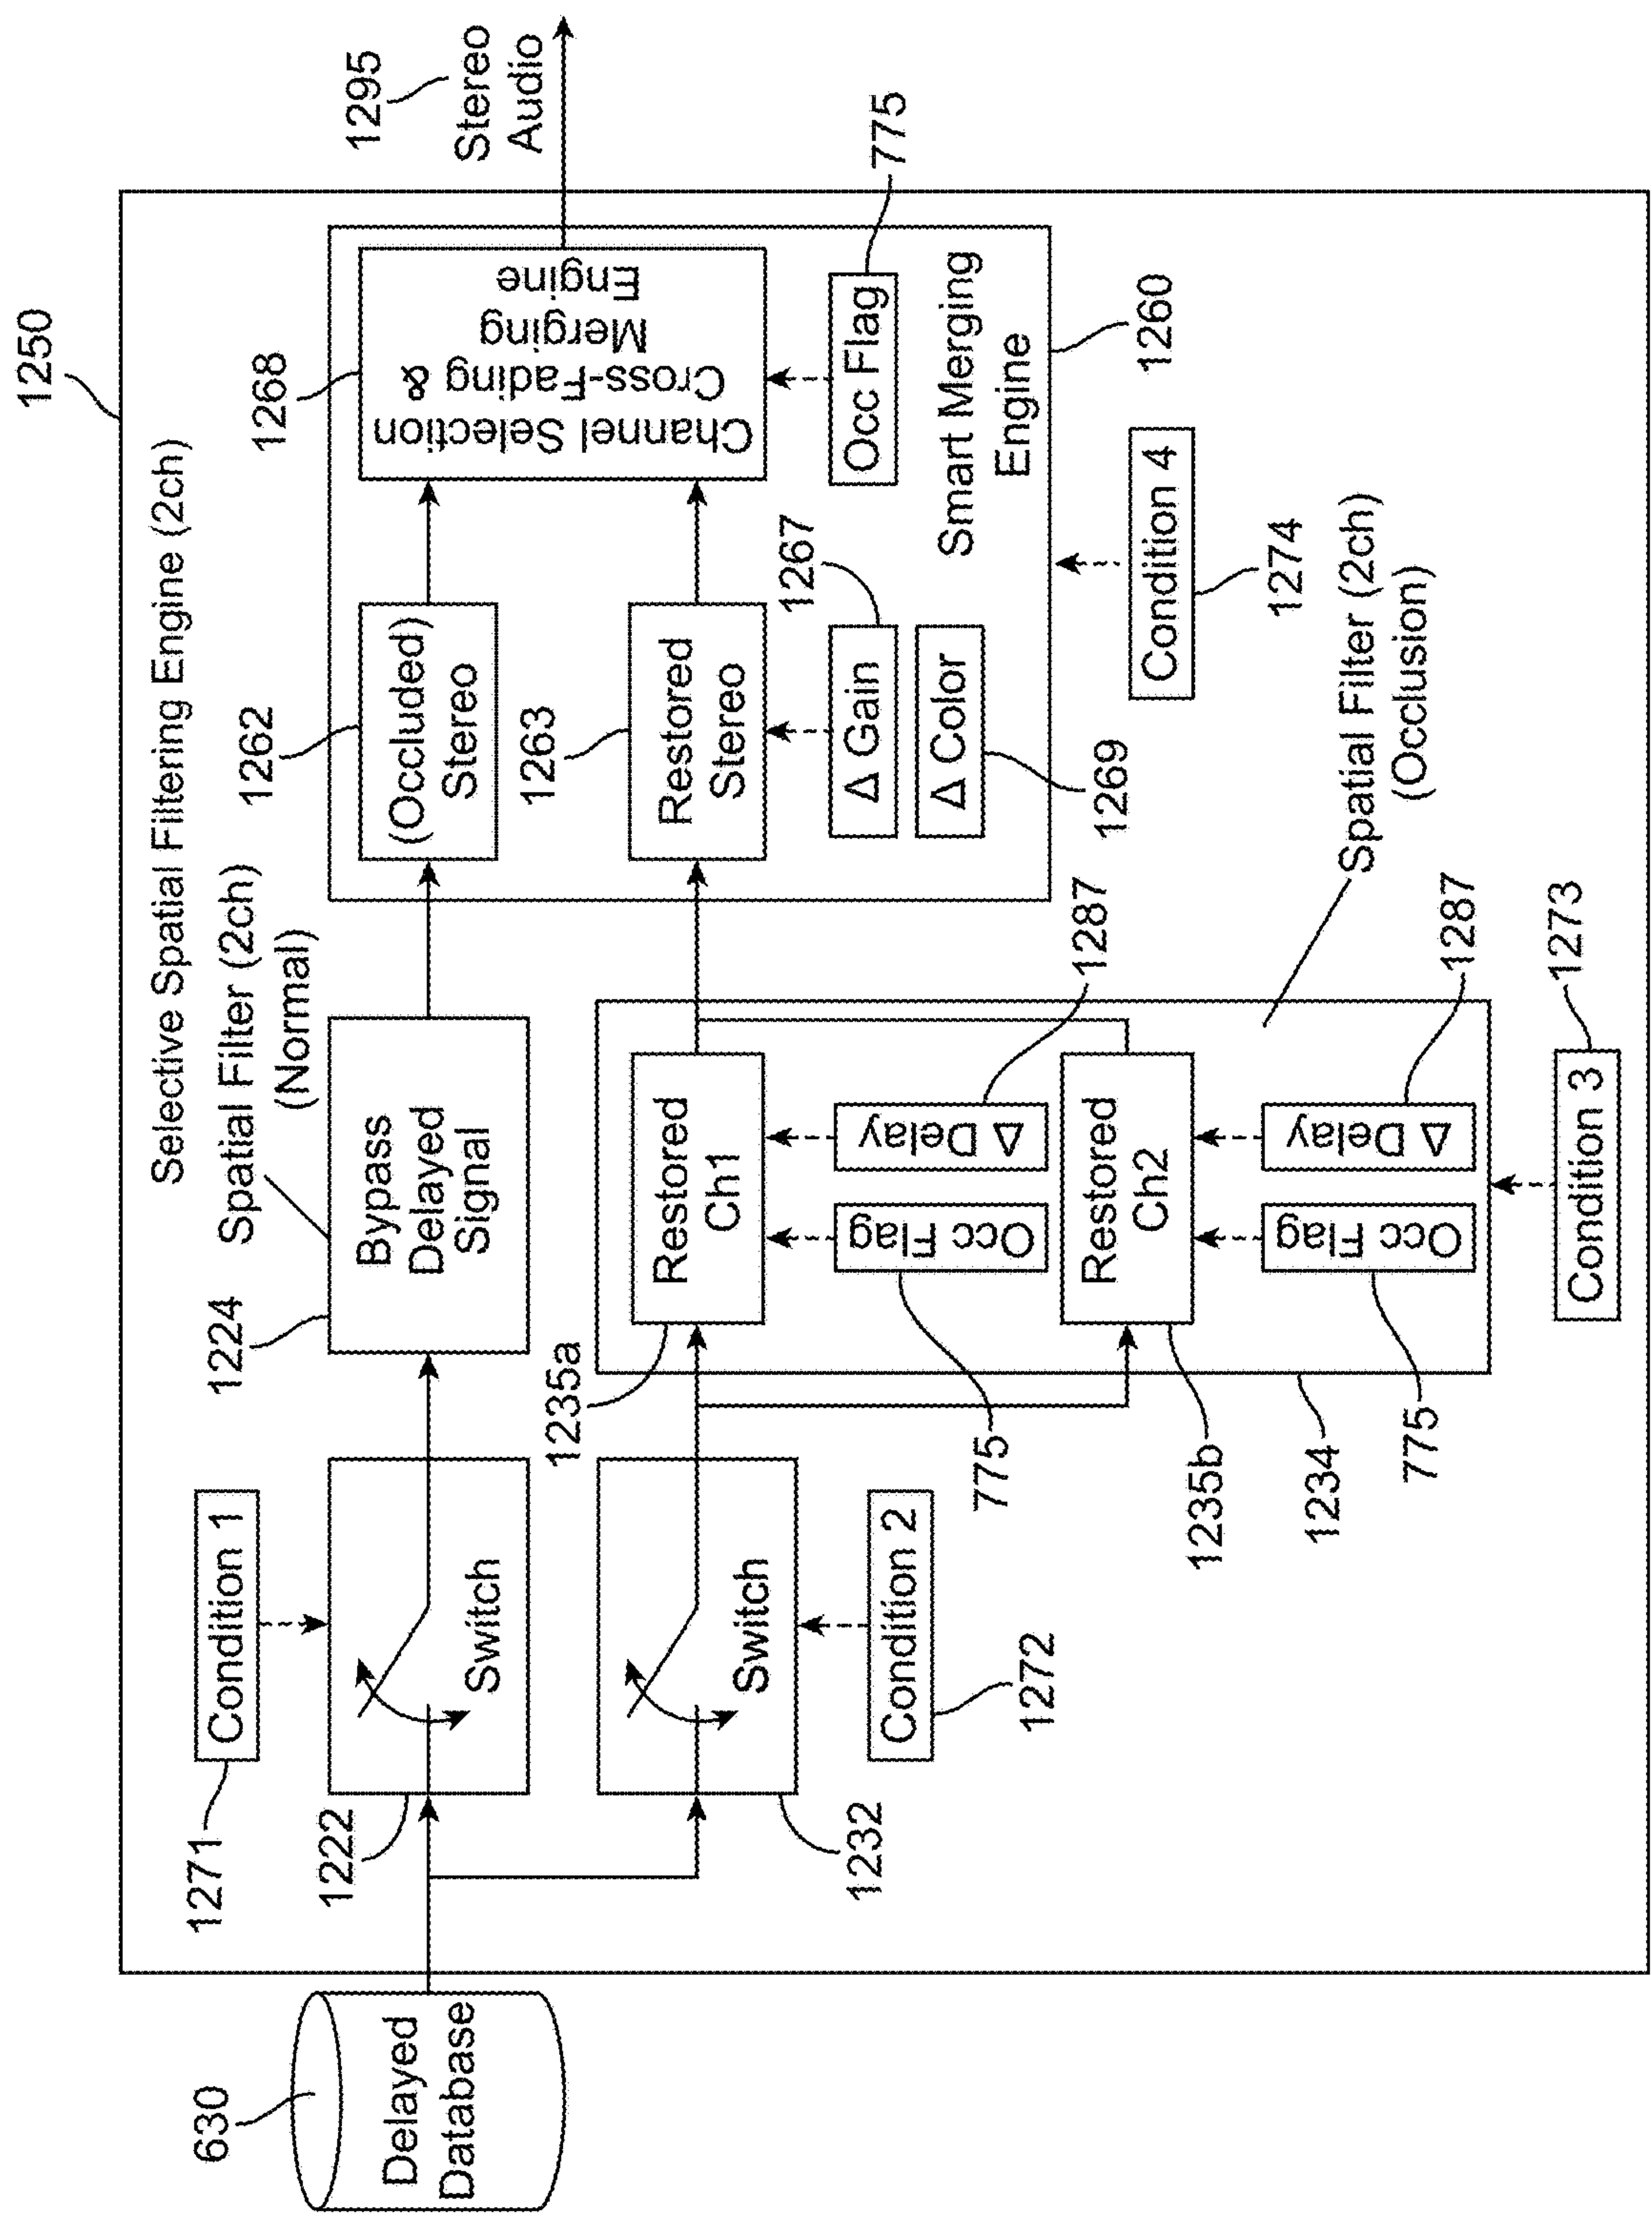 1250
Selective Spatial Filtering Engine (2ch)
630
Delayed
Database
1271
Condition 1
1222
Switch
1232
Switch
Condition 2
1272
Spatial Filter (2ch)
(Normal)
1224
Bypass
Delayed
Signal
1235a
Restored
Ch1
Occ Flag
775
Δ Delay
1287
1235b
Restored
Ch2
Occ Flag
775
Δ Delay
1287
1234
Spatial Filter (2ch)
(Occlusion)
Condition 3
1273
1262
(Occluded)
Stereo
1263
Restored
Stereo
Δ Gain
1267
Δ Color
1269
1268
Channel Selection
Cross-Fading &
Merging
Engine
Occ Flag
775
Smart Merging
Engine
1260
Condition 4
1274
1295
Stereo
Audio